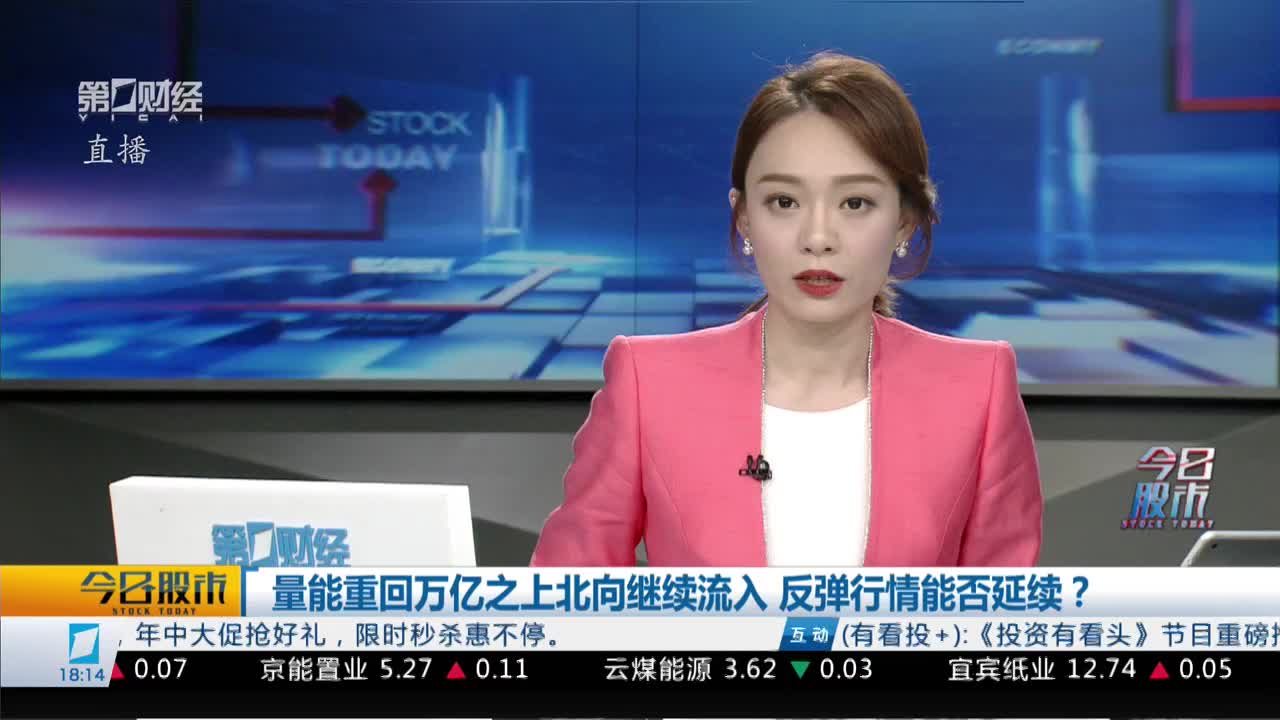 ECONMY
第一财经
YICAI
直播
STOCK
TODAY
ECONMY
今日
股市
STOCK TODAY
第一财经
今日股市
STOCK TODAY
量能重回万亿之上北向继续流入 反弹行情能否延续？
，年中大促抢好礼，限时秒杀惠不停。 互动 (有看投+):《投资有看头》节目重磅
18:14 ▲ 0.07 京能置业 5.27 ▲ 0.11 云煤能源 3.62 ▼ 0.03 宜宾纸业 12.74 ▲ 0.05